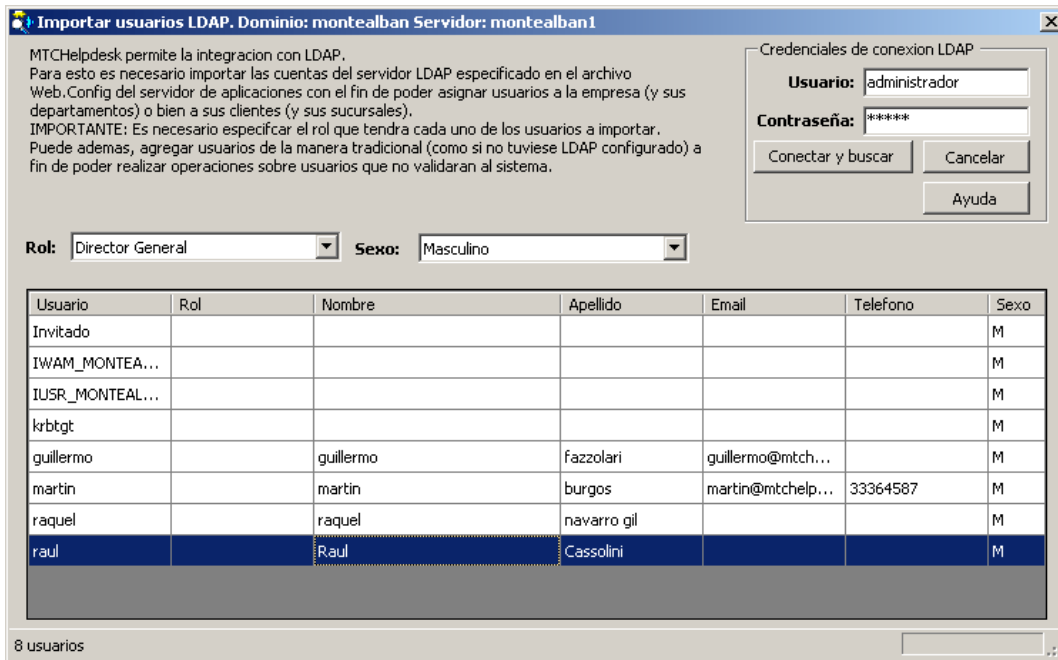 Importar usuarios LDAP. Dominio: montealban Servidor: montealban1
MTCHelpdesk permite la integracion con LDAP.
Para esto es necesario importar las cuentas del servidor LDAP especificado en el archivo
Web.Config del servidor de aplicaciones con el fin de poder asignar usuarios a la empresa (y sus
departamentos) o bien a sus clientes (y sus sucursales).
IMPORTANTE: Es necesario especifcar el rol que tendra cada uno de los usuarios a importar.
Puede ademas, agregar usuarios de la manera tradicional (como si no tuviese LDAP configurado) a
fin de poder realizar operaciones sobre usuarios que no validaran al sistema.
Credenciales de conexion LDAP
Usuario: administrador
Contraseña: *****
Conectar y buscar Cancelar
Ayuda
Rol: Director General Sexo: Masculino
Usuario Rol Nombre Apellido Email Telefono Sexo
Invitado M
IWAM_MONTEA... M
IUSR_MONTEAL... M
krbtgt M
guillermo guillermo fazzolari guillermo@mtch... M
martin martin burgos martin@mtchelp... 33364587 M
raquel raquel navarro gil M
raul Raul Cassolini M
8 usuarios